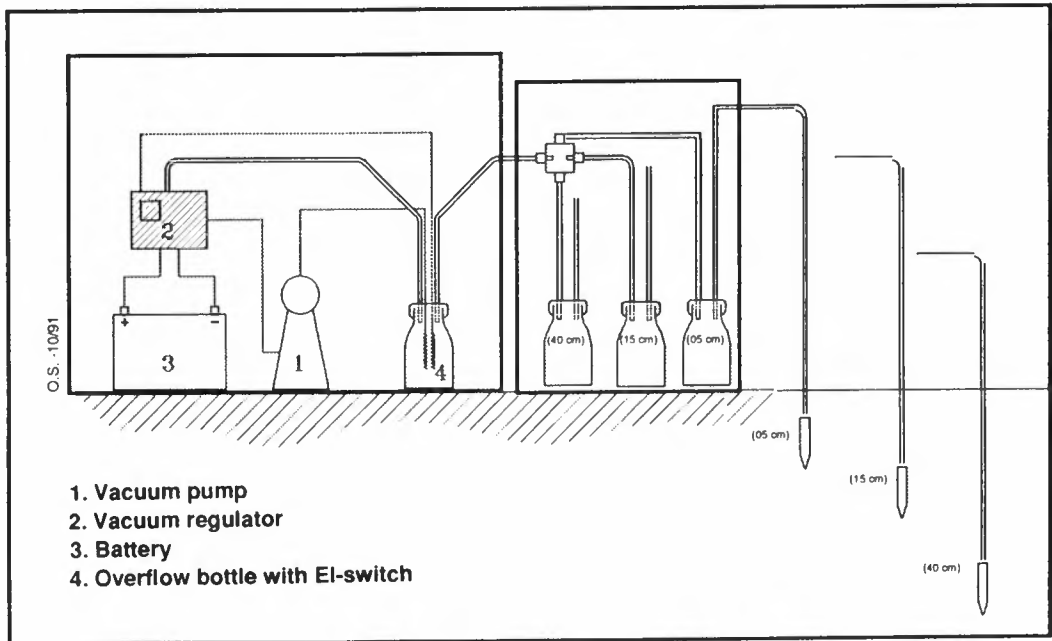 2
+
−
3
1
4
(40 cm)
(15 cm)
(05 cm)
O.S. -10/91
(05 cm)
(15 cm)
(40 cm)
1. Vacuum pump
2. Vacuum regulator
3. Battery
4. Overflow bottle with El-switch